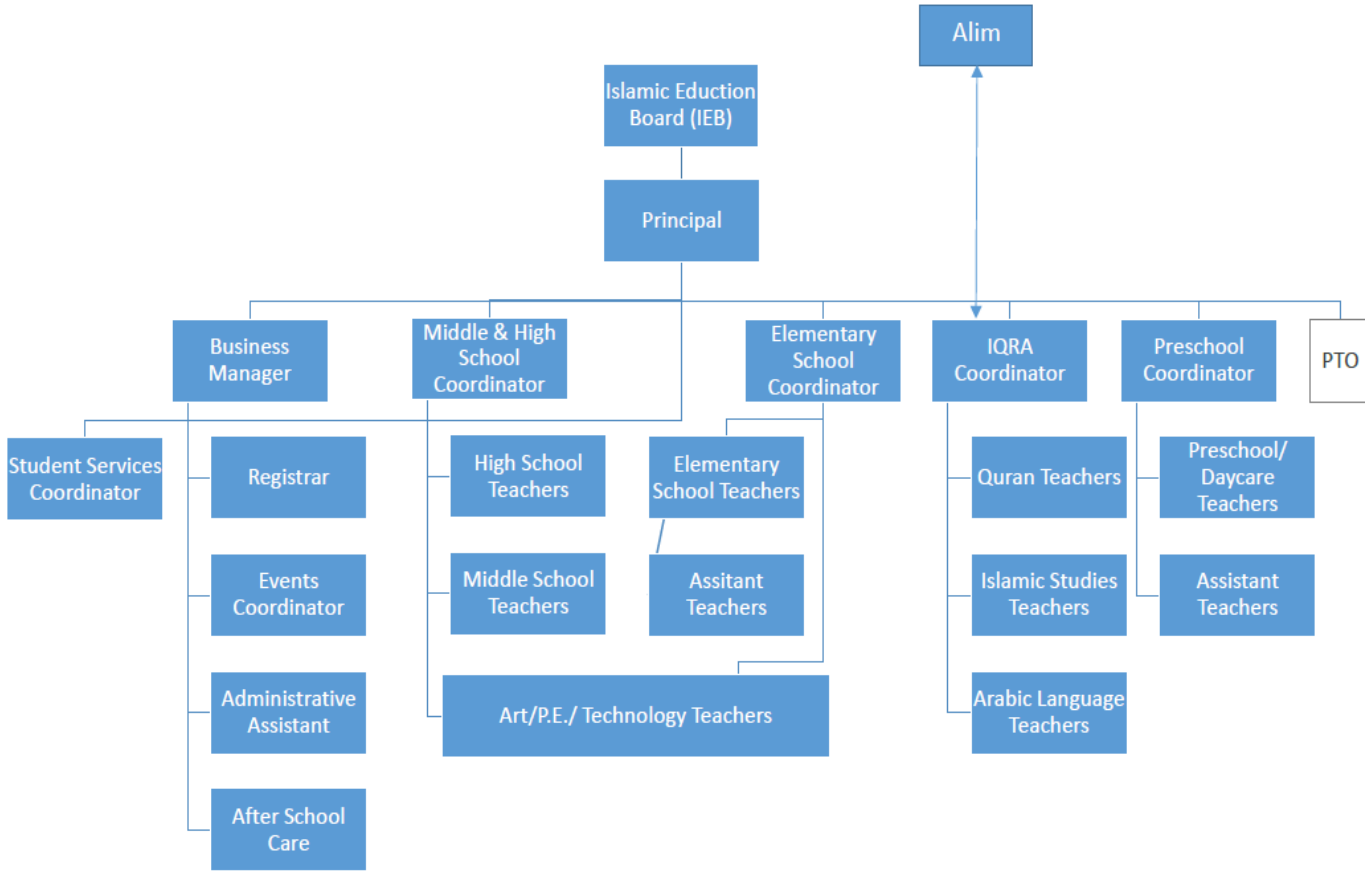 Alim
Islamic Eduction
Board (IEB)
Principal
Business
Manager
Middle & High
School
Coordinator
Elementary
School
Coordinator
IQRA
Coordinator
Preschool
Coordinator
PTO
Student Services
Coordinator
Registrar
High School
Teachers
Elementary
School Teachers
Quran Teachers
Preschool/
Daycare
Teachers
Events
Coordinator
Middle School
Teachers
Assitant
Teachers
Islamic Studies
Teachers
Assistant
Teachers
Administrative
Assistant
Art/P.E./ Technology Teachers
Arabic Language
Teachers
After School
Care